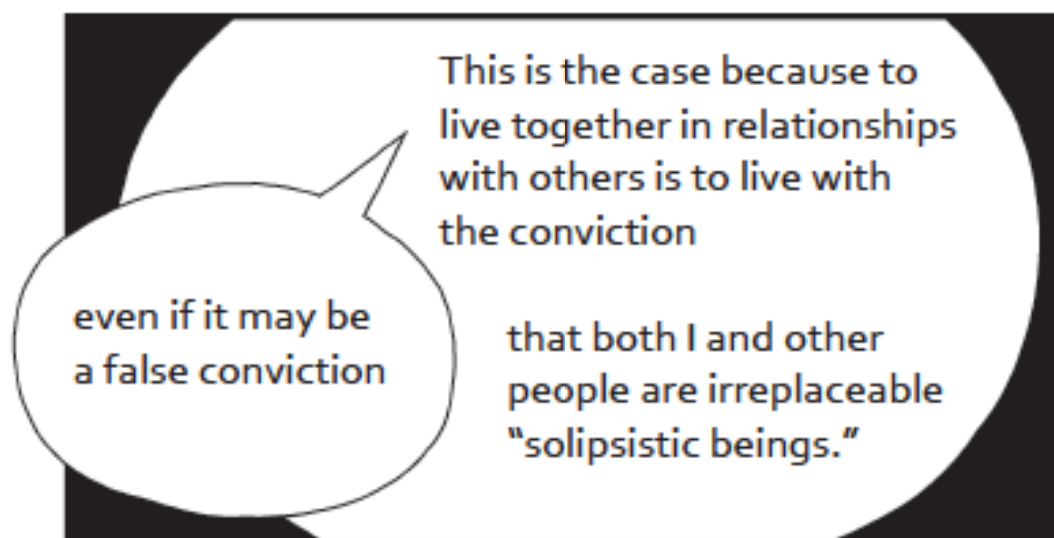 This is the case because to
live together in relationships
with others is to live with
the conviction
even if it may be
a false conviction
that both I and other
people are irreplaceable
“solipsistic beings.”